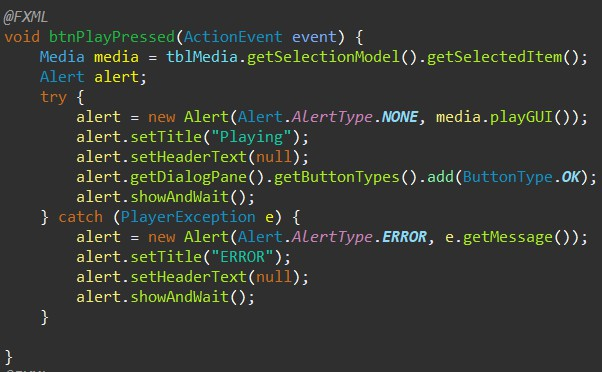 @FXML
void btnPlayPressed(ActionEvent event) {
    Media media = tblMedia.getSelectionModel().getSelectedItem();
    Alert alert;
    try {
        alert = new Alert(Alert.AlertType.NONE, media.playGUI());
        alert.setTitle("Playing");
        alert.setHeaderText(null);
        alert.getDialogPane().getButtonTypes().add(ButtonType.OK);
        alert.showAndWait();
    } catch (PlayerException e) {
        alert = new Alert(Alert.AlertType.ERROR, e.getMessage());
        alert.setTitle("ERROR");
        alert.setHeaderText(null);
        alert.showAndWait();
    }
}